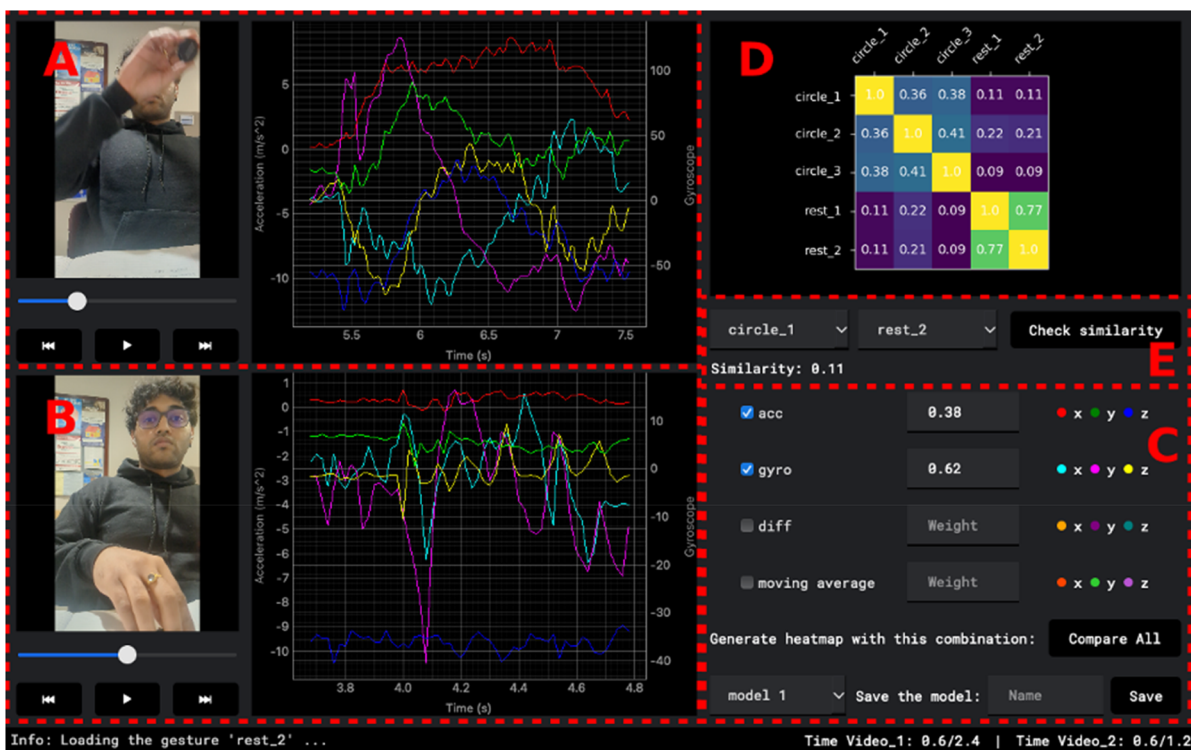 A
5
0
-5
-10
100
50
0
-50
Acceleration (m/s^2)
Gyroscope
5.5 6 6.5 7 7.5
Time (s)
B
1
0
-1
-2
-3
-4
-5
-6
-7
-8
-9
-10
10
0
-10
-20
-30
-40
Acceleration (m/s^2)
Gyroscope
3.8 4.0 4.2 4.4 4.6 4.8
Time (s)
D
circle_1 circle_2 circle_3 rest_1 rest_2
circle_1 1.0 0.36 0.38 0.11 0.11
circle_2 0.36 1.0 0.41 0.22 0.21
circle_3 0.38 0.41 1.0 0.09 0.09
rest_1 0.11 0.22 0.09 1.0 0.77
rest_2 0.11 0.21 0.09 0.77 1.0
circle_1 rest_2 Check similarity
E
Similarity: 0.11
acc 0.38 x y z
C
gyro 0.62 x y z
diff Weight x y z
moving average Weight x y z
Generate heatmap with this combination: Compare All
model 1 Save the model: Name Save
Info: Loading the gesture 'rest_2' ... Time Video_1: 0.6/2.4 | Time Video_2: 0.6/1.2